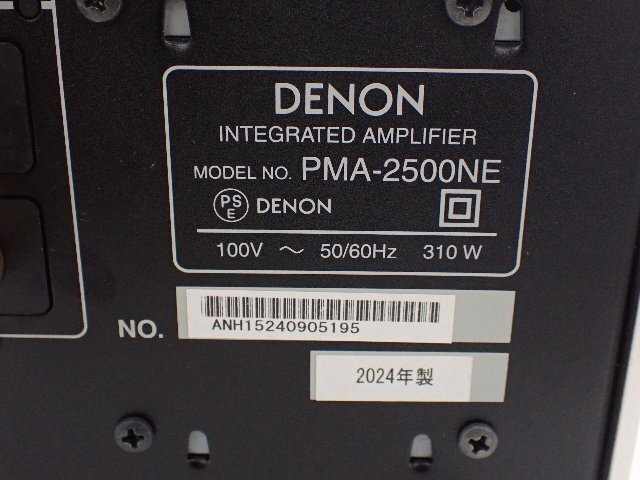 DENON
INTEGRATED AMPLIFIER
MODEL NO. PMA-2500NE
PS E DENON
100V ～ 50/60Hz 310 W
NO. ANH15240905195
2024年製